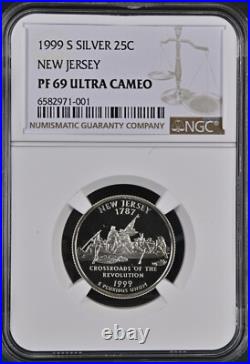 1999 S SILVER 25C
NEW JERSEY
PF 69 ULTRA CAMEO
6582971-001
NUMISMATIC GUARANTY COMPANY
NGC
NEW JERSEY
1787
CROSSROADS OF THE
REVOLUTION
1999
E PLURIBUS UNUM